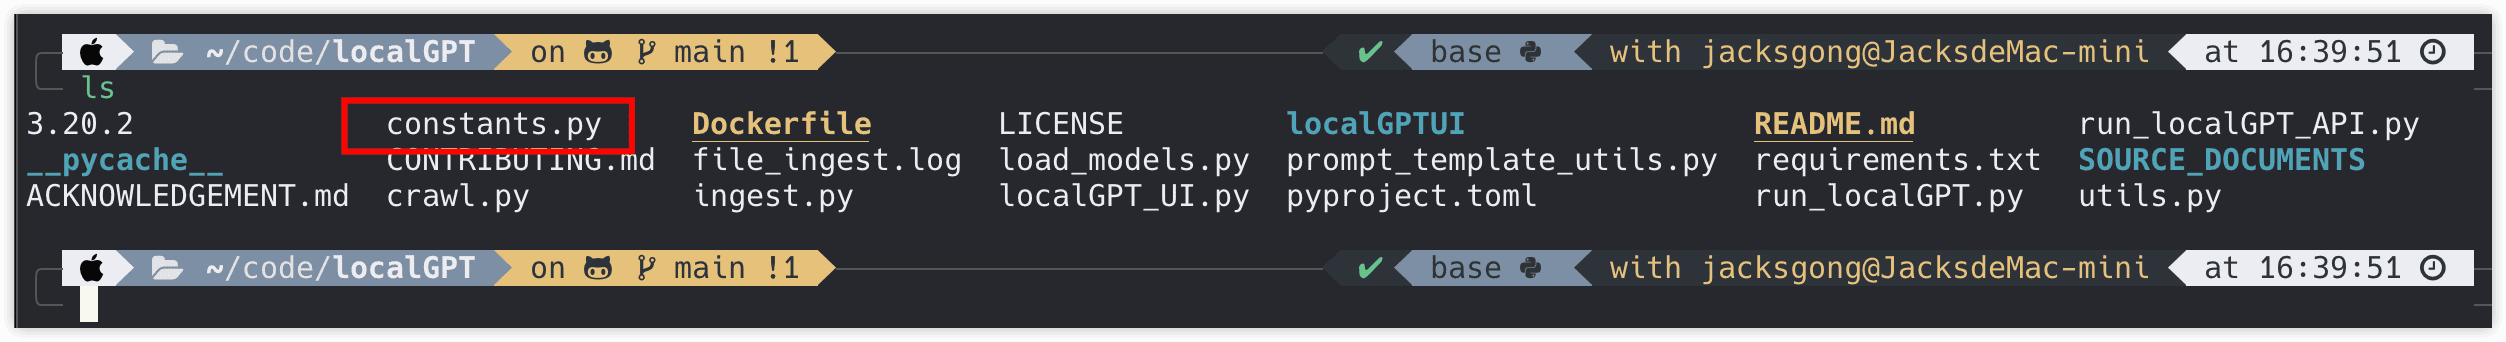 ~/code/localGPT on main !1 ✔ base with jacksgong@JacksdeMac-mini at 16:39:51
ls
3.20.2 constants.py Dockerfile LICENSE localGPTUI README.md run_localGPT_API.py
__pycache__ CONTRIBUTING.md file_ingest.log load_models.py prompt_template_utils.py requirements.txt SOURCE_DOCUMENTS
ACKNOWLEDGEMENT.md crawl.py ingest.py localGPT_UI.py pyproject.toml run_localGPT.py utils.py
~/code/localGPT on main !1 ✔ base with jacksgong@JacksdeMac-mini at 16:39:51